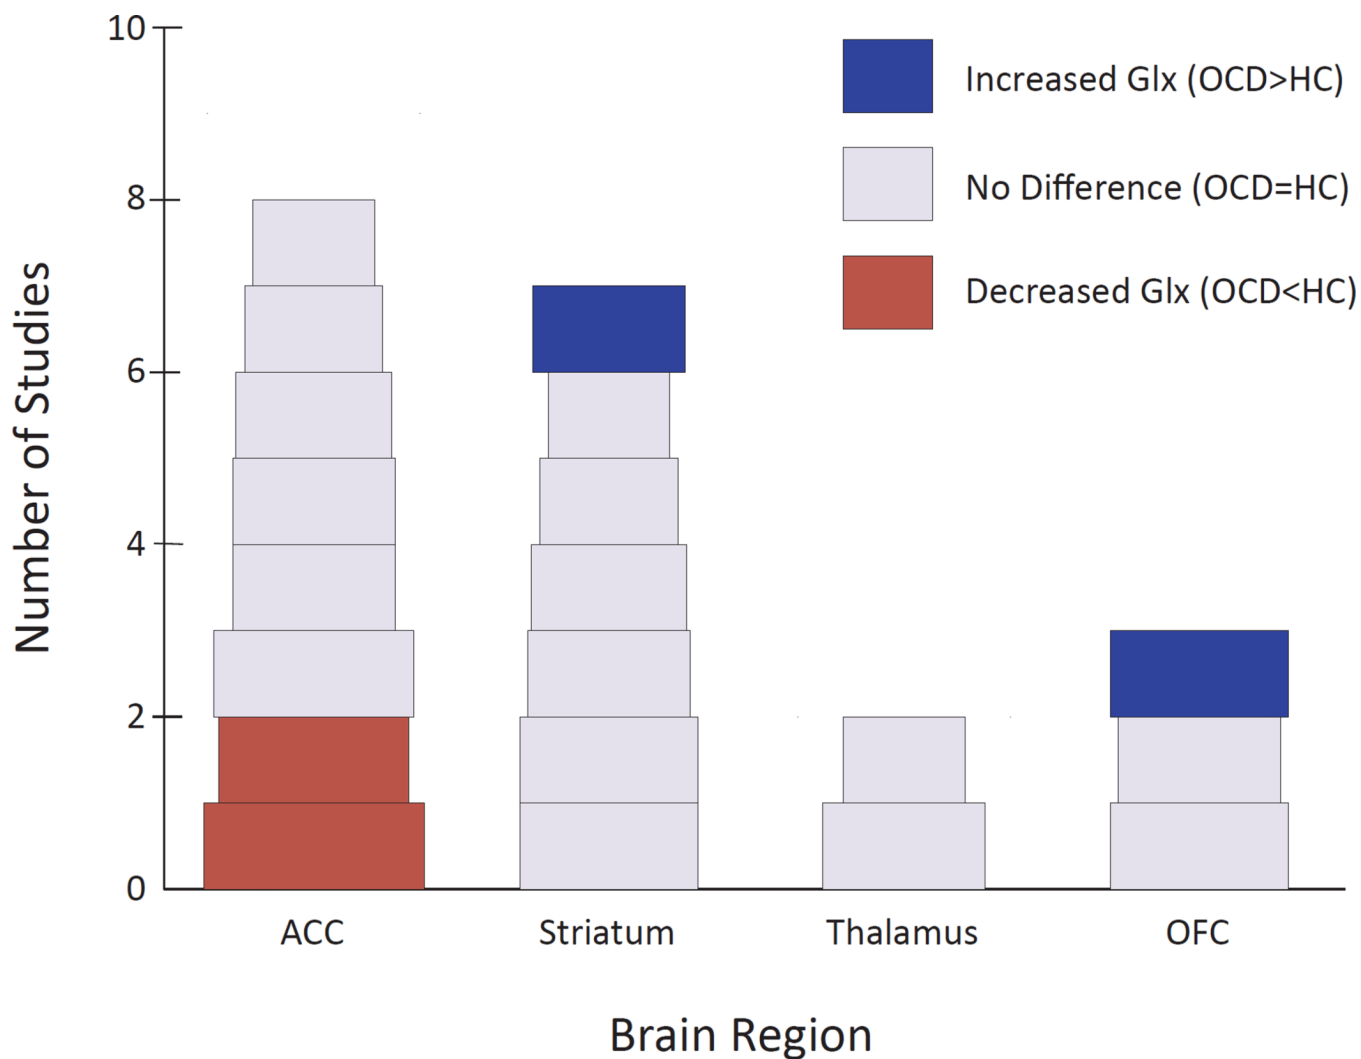 10
8
6
4
2
0
Number of Studies
Increased Glx (OCD>HC)
No Difference (OCD=HC)
Decreased Glx (OCD<HC)
ACC
Striatum
Thalamus
OFC
Brain Region